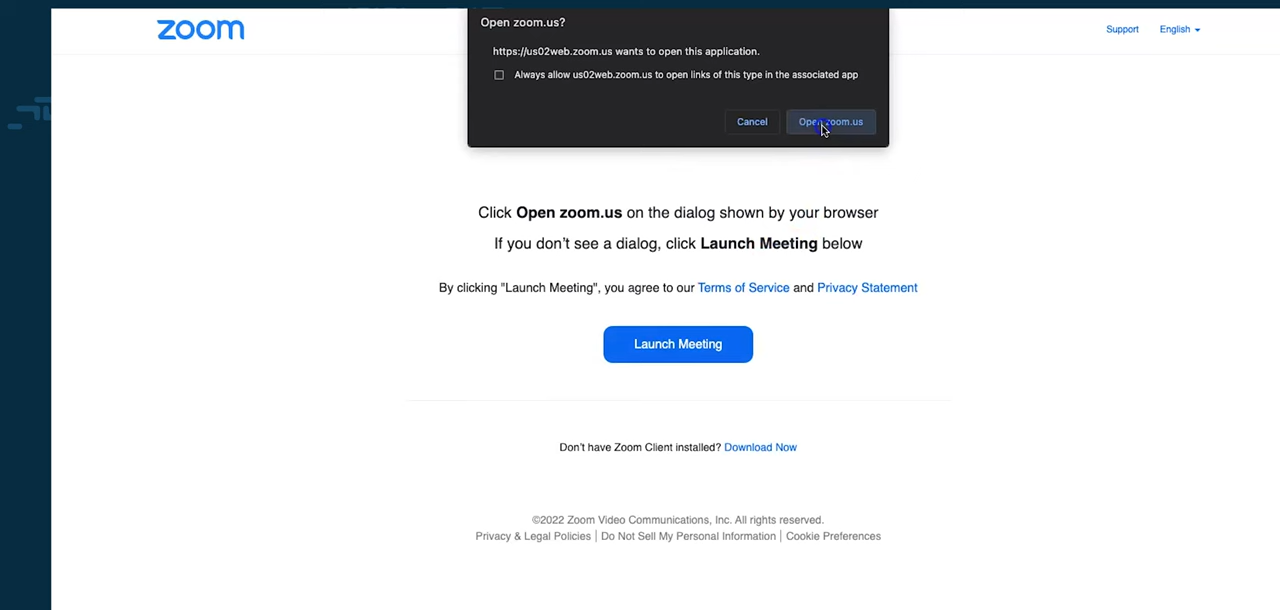 Open zoom.us?
zoom
Support
English
https://us02web.zoom.us wants to open this application.
Always allow us02web.zoom.us to open links of this type in the associated app
Cancel
Open zoom.us
Click Open zoom.us on the dialog shown by your browser
If you don't see a dialog, click Launch Meeting below
By clicking "Launch Meeting", you agree to our Terms of Service and Privacy Statement
Launch Meeting
Don't have Zoom Client installed? Download Now
©2022 Zoom Video Communications, Inc. All rights reserved.
Privacy & Legal Policies | Do Not Sell My Personal Information | Cookie Preferences